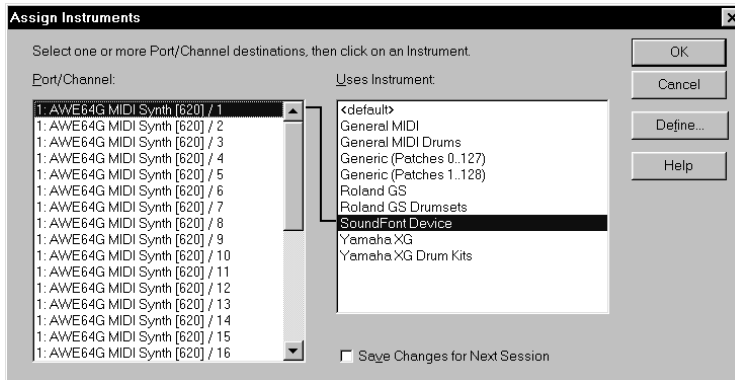 Assign Instruments
Select one or more Port/Channel destinations, then click on an Instrument.
Port/Channel:
1: AWE64G MIDI Synth [620] / 1
1: AWE64G MIDI Synth [620] / 2
1: AWE64G MIDI Synth [620] / 3
1: AWE64G MIDI Synth [620] / 4
1: AWE64G MIDI Synth [620] / 5
1: AWE64G MIDI Synth [620] / 6
1: AWE64G MIDI Synth [620] / 7
1: AWE64G MIDI Synth [620] / 8
1: AWE64G MIDI Synth [620] / 9
1: AWE64G MIDI Synth [620] / 10
1: AWE64G MIDI Synth [620] / 11
1: AWE64G MIDI Synth [620] / 12
1: AWE64G MIDI Synth [620] / 13
1: AWE64G MIDI Synth [620] / 14
1: AWE64G MIDI Synth [620] / 15
1: AWE64G MIDI Synth [620] / 16
Uses Instrument:
<default>
General MIDI
General MIDI Drums
Generic (Patches 0..127)
Generic (Patches 1..128)
Roland GS
Roland GS Drumsets
SoundFont Device
Yamaha XG
Yamaha XG Drum Kits
Save Changes for Next Session
OK
Cancel
Define...
Help